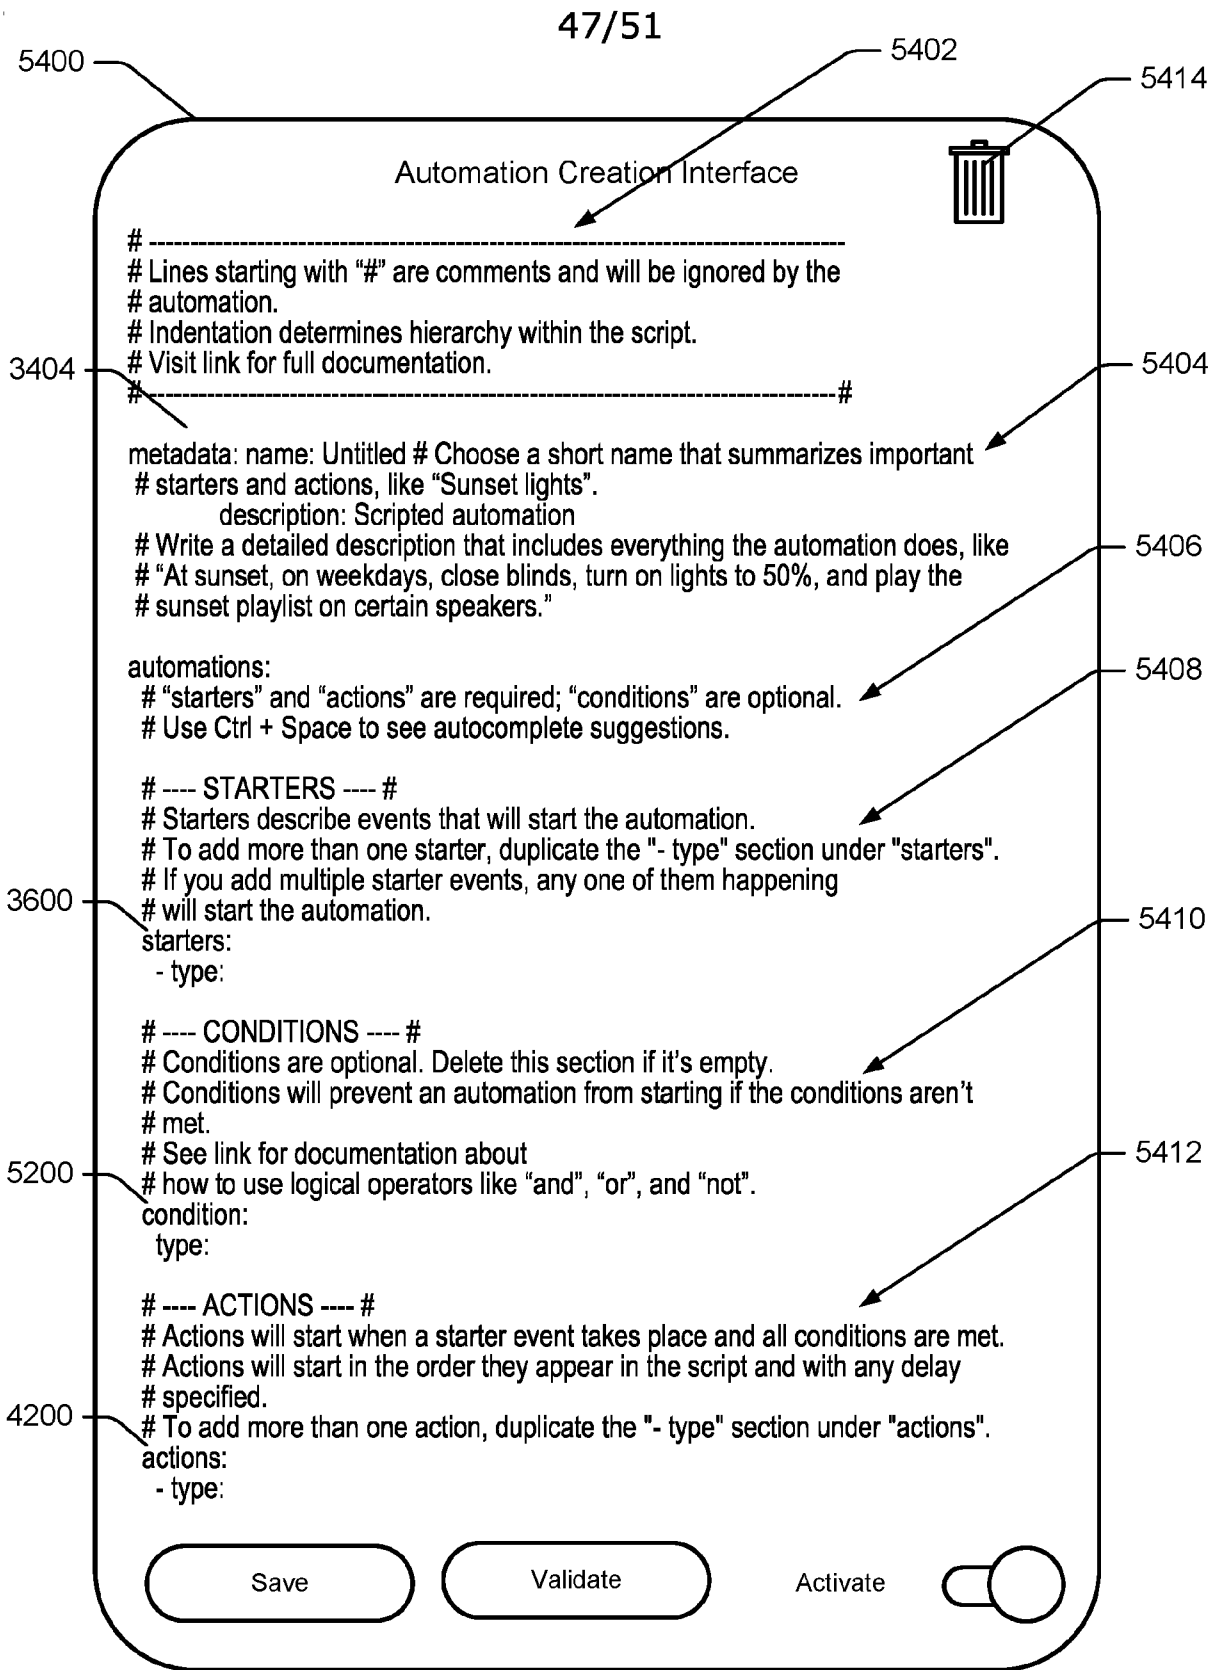 47/51
5400
5402
5414
Automation Creation Interface
# -----------------------------------------------------------------------------------
# Lines starting with “#” are comments and will be ignored by the
# automation.
# Indentation determines hierarchy within the script.
# Visit link for full documentation.
3404
5404
#-----------------------------------------------------------------------------------#
metadata: name: Untitled # Choose a short name that summarizes important
# starters and actions, like “Sunset lights”.
description: Scripted automation
# Write a detailed description that includes everything the automation does, like
5406
# “At sunset, on weekdays, close blinds, turn on lights to 50%, and play the
# sunset playlist on certain speakers.”
automations:
5408
# “starters” and “actions” are required; “conditions” are optional.
# Use Ctrl + Space to see autocomplete suggestions.
# ---- STARTERS ---- #
# Starters describe events that will start the automation.
# To add more than one starter, duplicate the "- type" section under "starters".
# If you add multiple starter events, any one of them happening
3600
# will start the automation.
5410
starters:
- type:
# ---- CONDITIONS ---- #
# Conditions are optional. Delete this section if it’s empty.
# Conditions will prevent an automation from starting if the conditions aren’t
# met.
# See link for documentation about
5412
5200
# how to use logical operators like “and”, “or”, and “not”.
condition:
type:
# ---- ACTIONS ---- #
# Actions will start when a starter event takes place and all conditions are met.
# Actions will start in the order they appear in the script and with any delay
# specified.
4200
# To add more than one action, duplicate the "- type" section under "actions".
actions:
- type:
Save
Validate
Activate